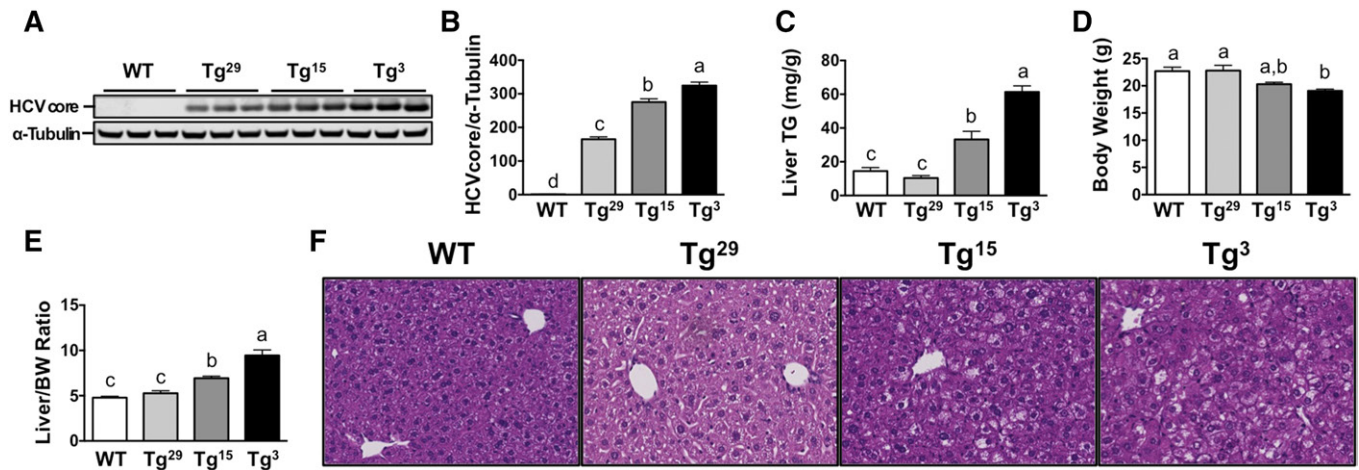 A
WT Tg²⁹ Tg¹⁵ Tg³
HCV core
α-Tubulin
B
HCVcore/α-Tubulin
400
300
200
100
0
d c b a
WT Tg²⁹ Tg¹⁵ Tg³
C
Liver TG (mg/g)
80
60
40
20
0
c c b a
WT Tg²⁹ Tg¹⁵ Tg³
D
Body Weight (g)
25
20
15
10
5
0
a a a,b b
WT Tg²⁹ Tg¹⁵ Tg³
E
Liver/BW Ratio
15
10
5
0
c c b a
WT Tg²⁹ Tg¹⁵ Tg³
F
WT Tg²⁹ Tg¹⁵ Tg³